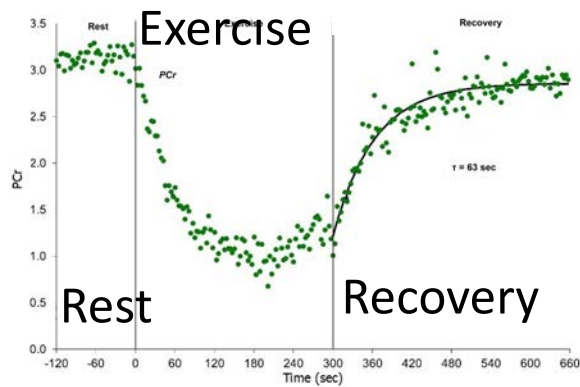 3.5
Rest
Exercise
Exercise
Recovery
3.0
PCr
2.5
2.0
PCr
τ = 63 sec
1.5
1.0
0.5
Rest
Recovery
0.0
-120 -60 0 60 120 180 240 300 360 420 480 540 600 660
Time (sec)